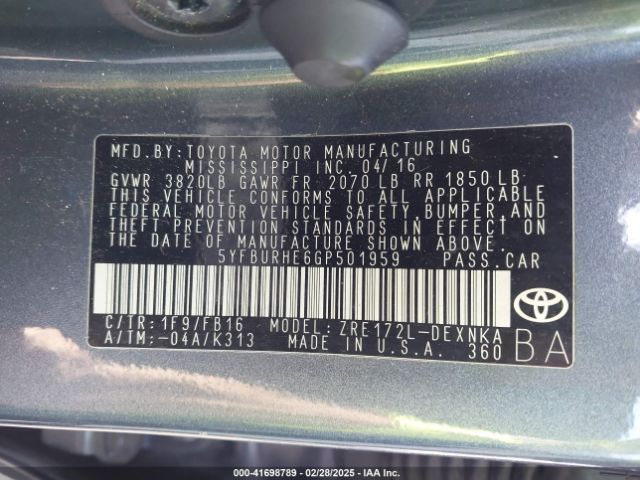 MFD. BY: TOYOTA MOTOR MANUFACTURING
MISSISSIPPI INC. 04/16
GVWR 3820LB GAWR FR 2070 LB RR 1850 LB
THIS VEHICLE CONFORMS TO ALL APPLICABLE
FEDERAL MOTOR VEHICLE SAFETY, BUMPER, AND
THEFT PREVENTION STANDARDS IN EFFECT ON
THE DATE OF MANUFACTURE SHOWN ABOVE.
5YFBURHE6GP501959 PASS.CAR
C/TR: 1F9/FB16 MODEL: ZRE172L-DEXNKA
A/TM: -04A/K313 MADE IN U.S.A. 360
BA
000-41698789 - 02/28/2025 - IAA Inc.